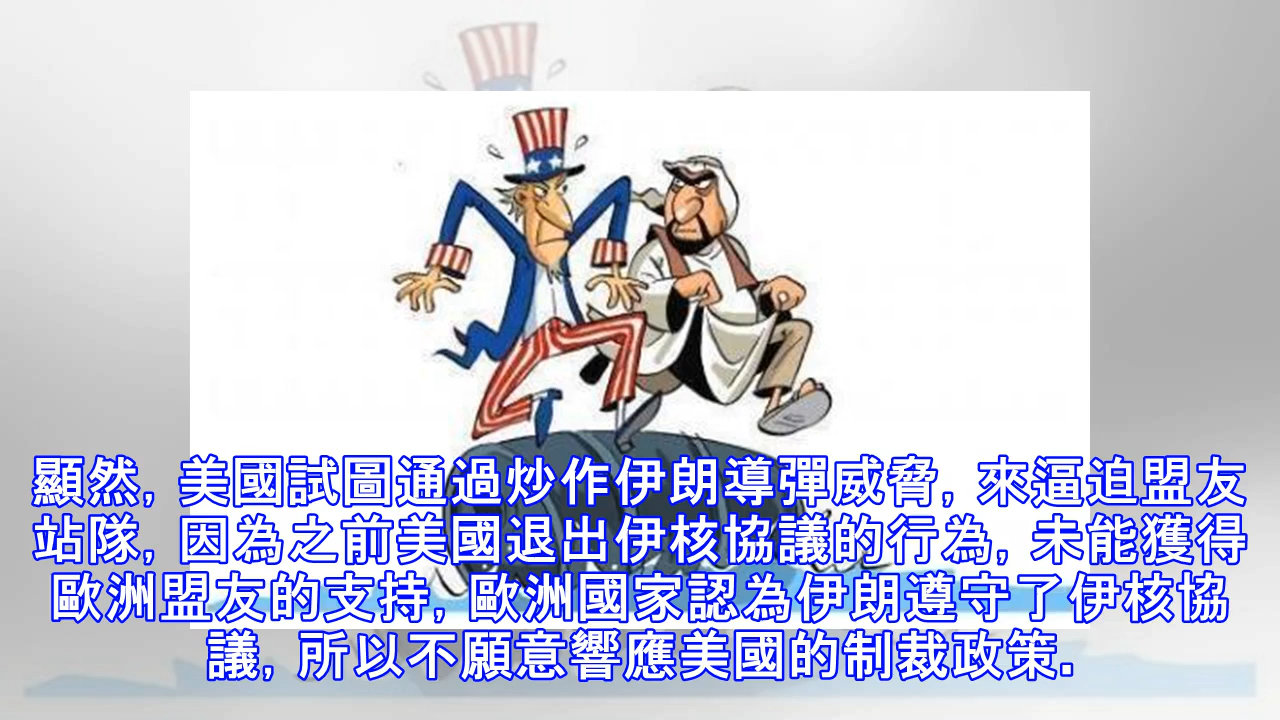 顯然, 美國試圖通過炒作伊朗導彈威脅, 來逼迫盟友
站隊, 因為之前美國退出伊核協議的行為, 未能獲得
歐洲盟友的支持, 歐洲國家認為伊朗遵守了伊核協
議, 所以不願意響應美國的制裁政策.